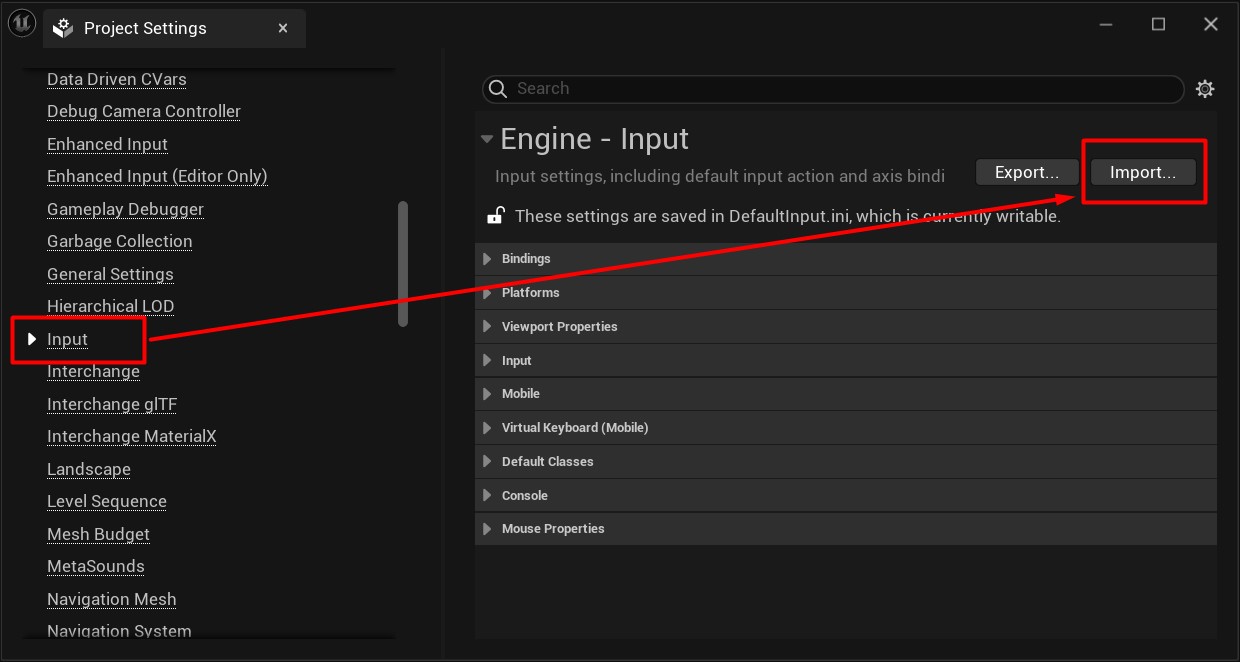 Project Settings
Data Driven CVars
Debug Camera Controller
Enhanced Input
Enhanced Input (Editor Only)
Gameplay Debugger
Garbage Collection
General Settings
Hierarchical LOD
Input
Interchange
Interchange glTF
Interchange MaterialX
Landscape
Level Sequence
Mesh Budget
MetaSounds
Navigation Mesh
Navigation System
Search
Engine - Input
Input settings, including default input action and axis bindi
Export...
Import...
These settings are saved in DefaultInput.ini, which is currently writable.
Bindings
Platforms
Viewport Properties
Input
Mobile
Virtual Keyboard (Mobile)
Default Classes
Console
Mouse Properties